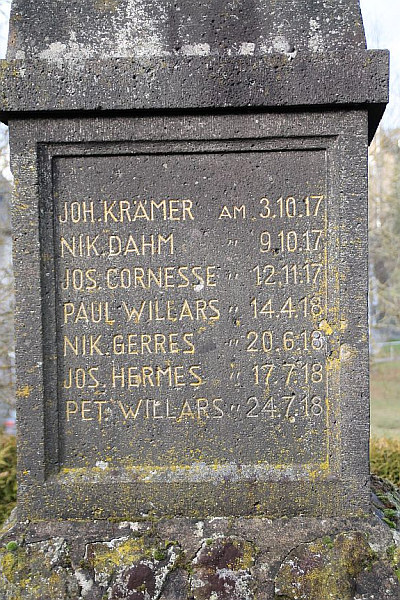 JOH. KRÄMER AM 3.10.17
NIK. DAHM " 9.10.17
JOS. CORNESSE " 12.11.17
PAUL WILLARS " 14.4.18
NIK. GERRES " 20.6.18
JOS. HERMES " 17.7.18
PET. WILLARS " 24.7.18